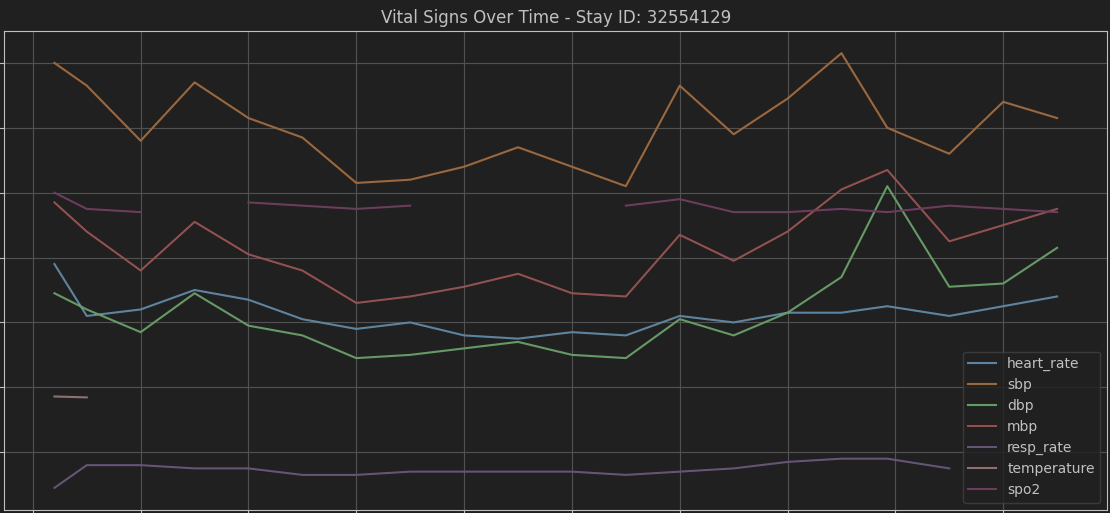 Vital Signs Over Time - Stay ID: 32554129
heart_rate
sbp
dbp
mbp
resp_rate
temperature
spo2